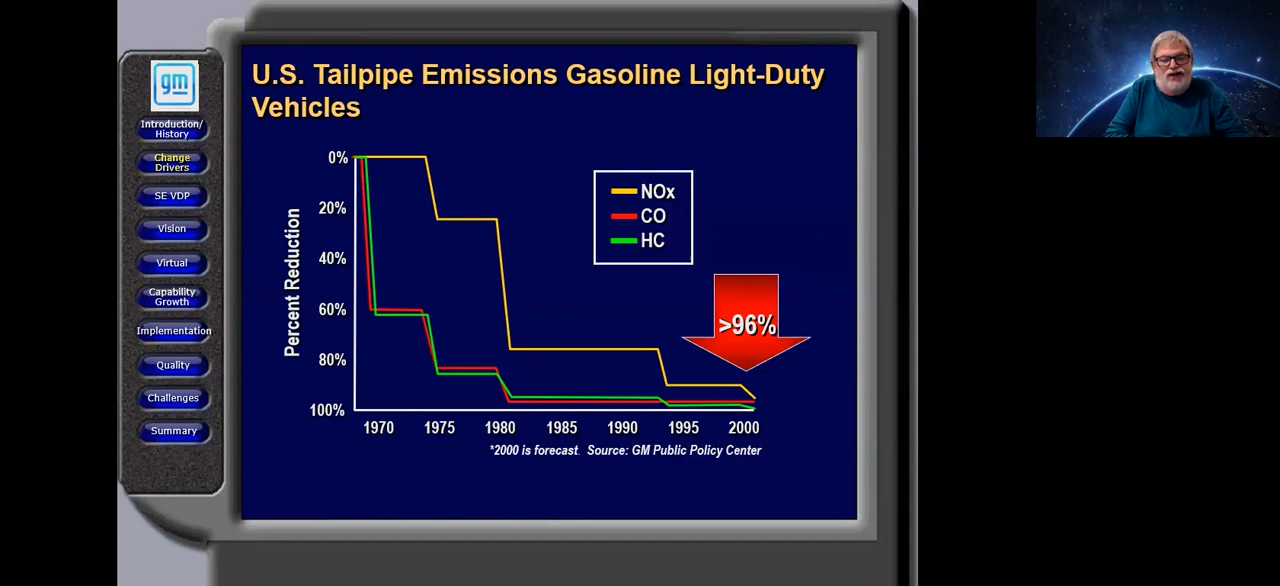 U.S. Tailpipe Emissions Gasoline Light-Duty
Vehicles
gm
Introduction/
History
Change
Drivers
SE VDP
Vision
Virtual
Capability
Growth
Implementation
Quality
Challenges
Summary
Percent Reduction
0%
20%
40%
60%
80%
100%
NOx
CO
HC
>96%
1970 1975 1980 1985 1990 1995 2000
*2000 is forecast. Source: GM Public Policy Center